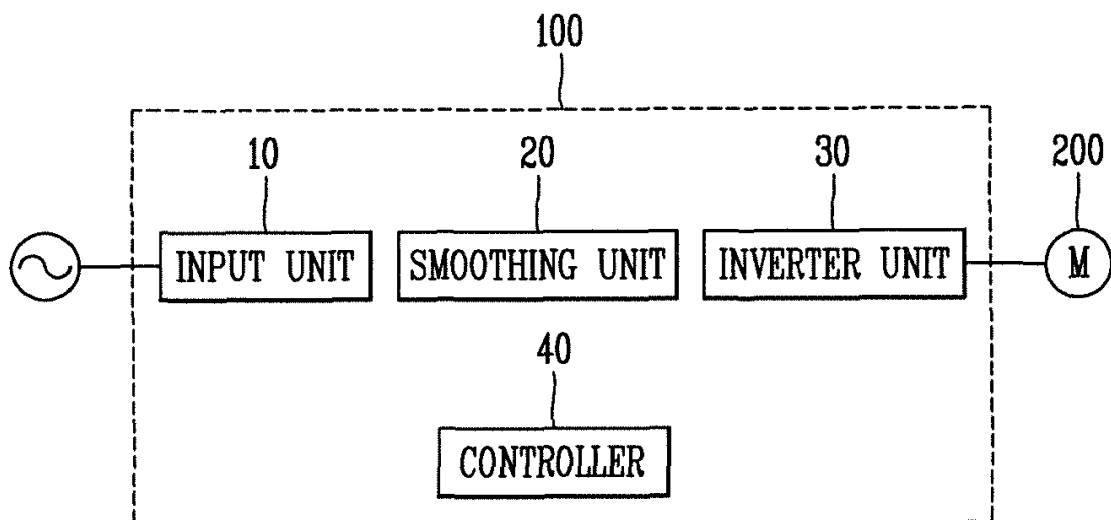 100
10
20
30
200
INPUT UNIT
SMOOTHING UNIT
INVERTER UNIT
M
40
CONTROLLER